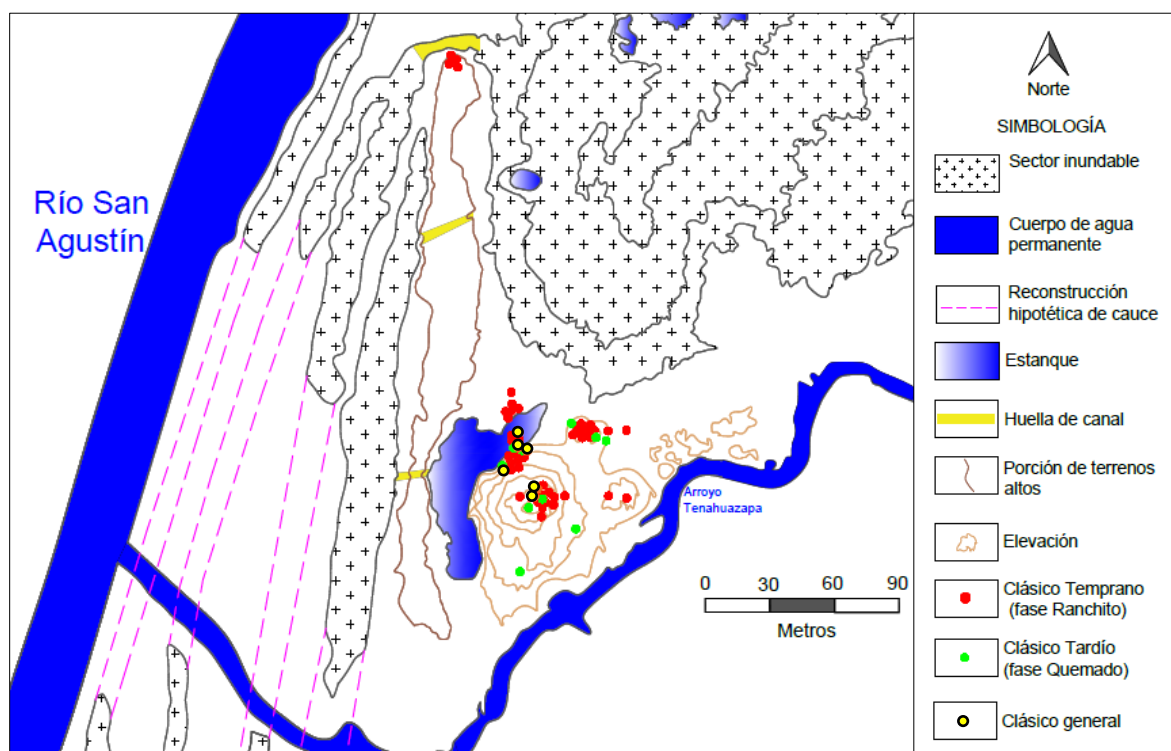 Río San
Agustín
Arroyo
Tenahuazapa
0 30 60 90
Metros
Norte
SIMBOLOGÍA
Sector inundable
Cuerpo de agua
permanente
Reconstrucción
hipotética de cauce
Estanque
Huella de canal
Porción de terrenos
altos
Elevación
Clásico Temprano
(fase Ranchito)
Clásico Tardío
(fase Quemado)
Clásico general